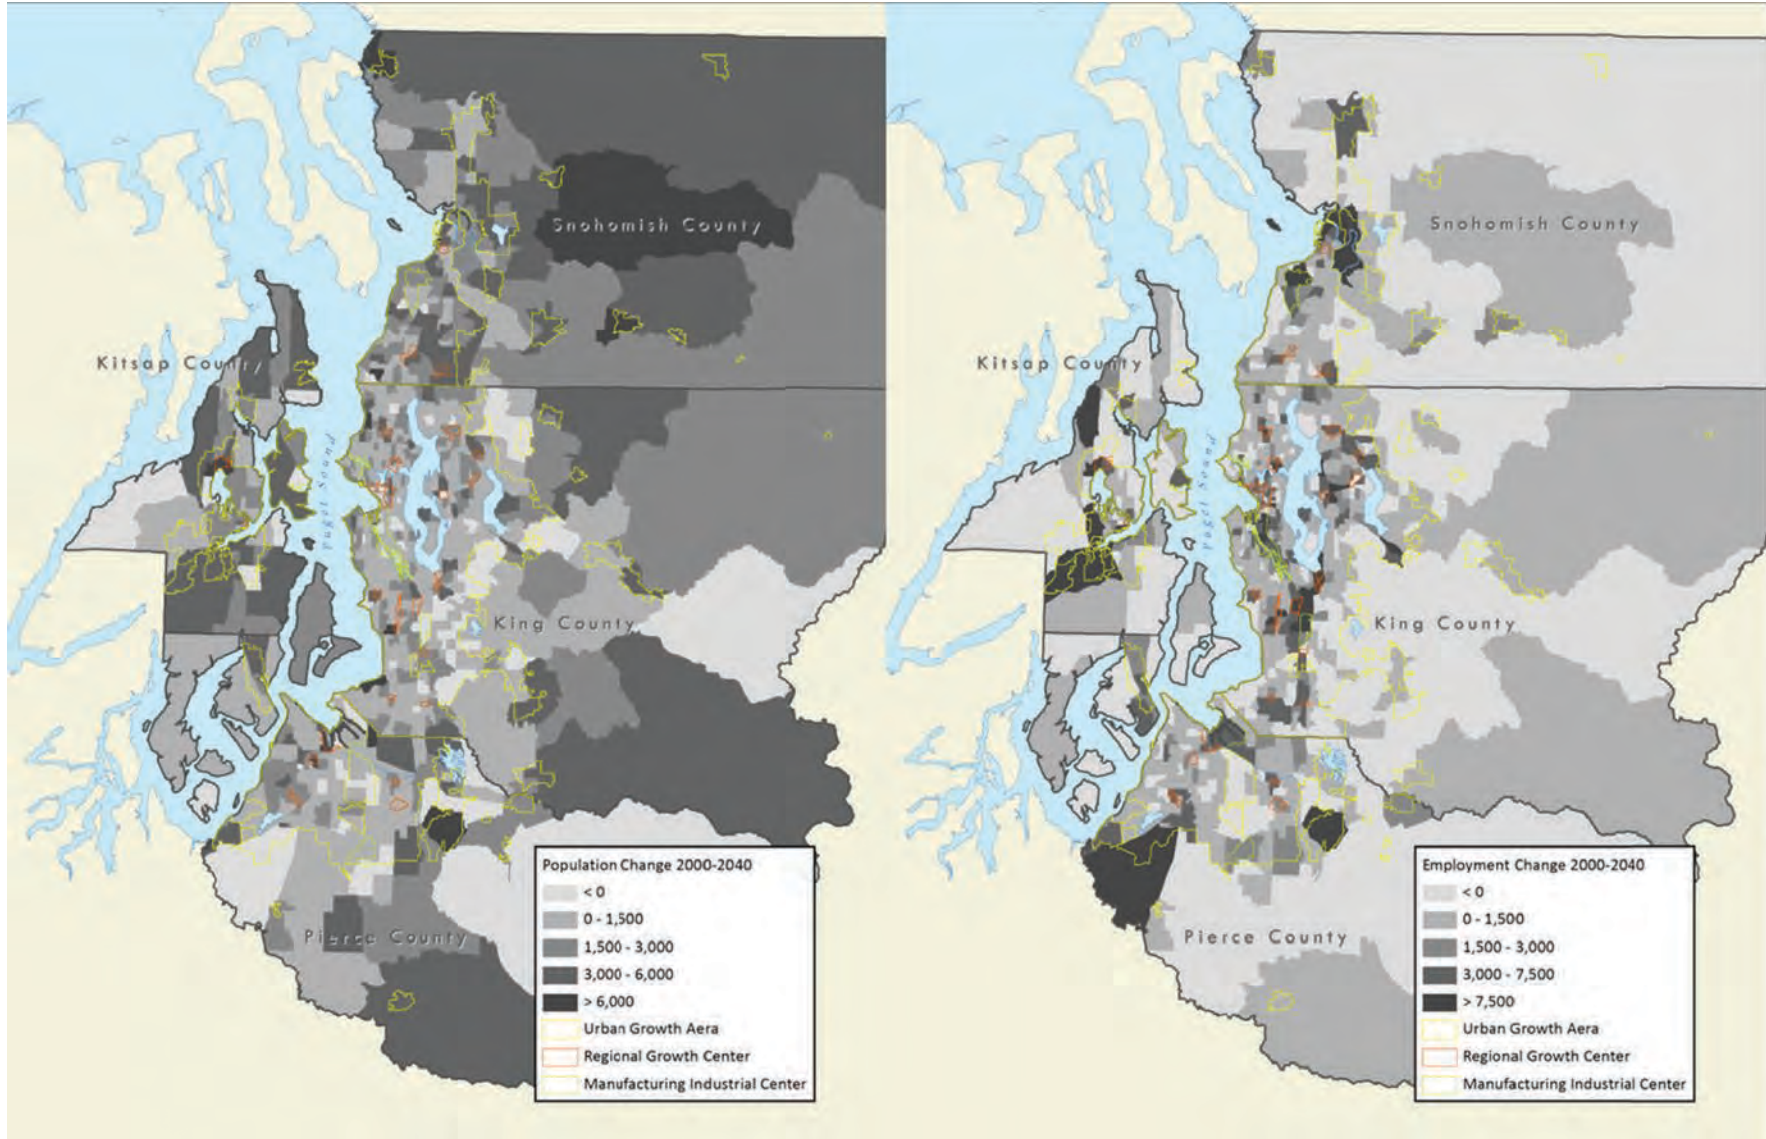 Snohomish County
Kitsap County
Puget Sound
King County
Pierce County
Population Change 2000-2040
< 0
0 - 1,500
1,500 - 3,000
3,000 - 6,000
> 6,000
Urban Growth Aera
Regional Growth Center
Manufacturing Industrial Center
Snohomish County
Kitsap County
Puget Sound
King County
Pierce County
Employment Change 2000-2040
< 0
0 - 1,500
1,500 - 3,000
3,000 - 7,500
> 7,500
Urban Growth Aera
Regional Growth Center
Manufacturing Industrial Center